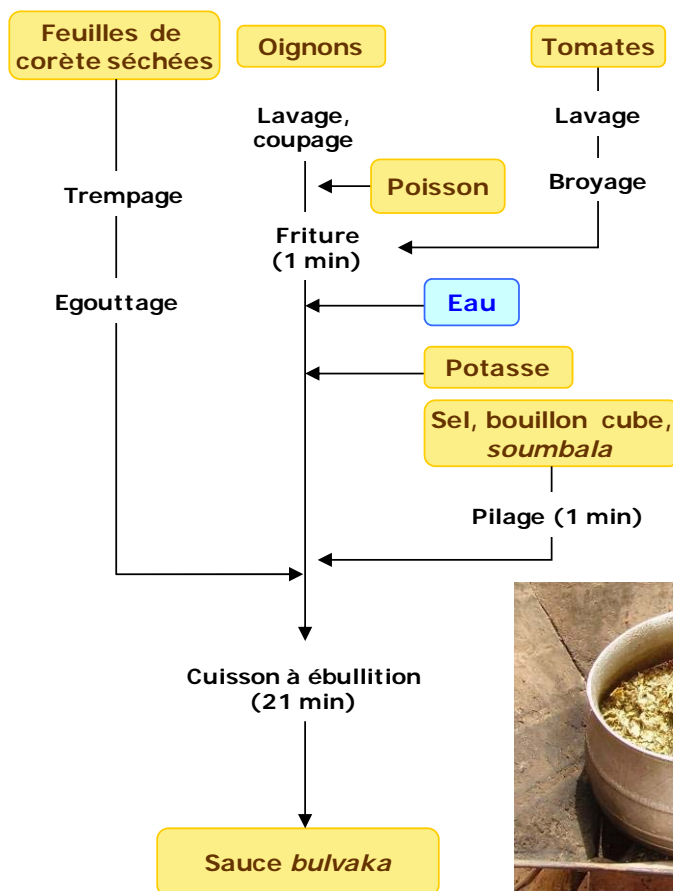 Feuilles de
corète séchées
Oignons
Tomates
Lavage,
coupage
Lavage
Poisson
Broyage
Trempage
Friture
(1 min)
Egouttage
Eau
Potasse
Sel, bouillon cube,
soumbala
Pilage (1 min)
Cuisson à ébullition
(21 min)
Sauce bulvaka